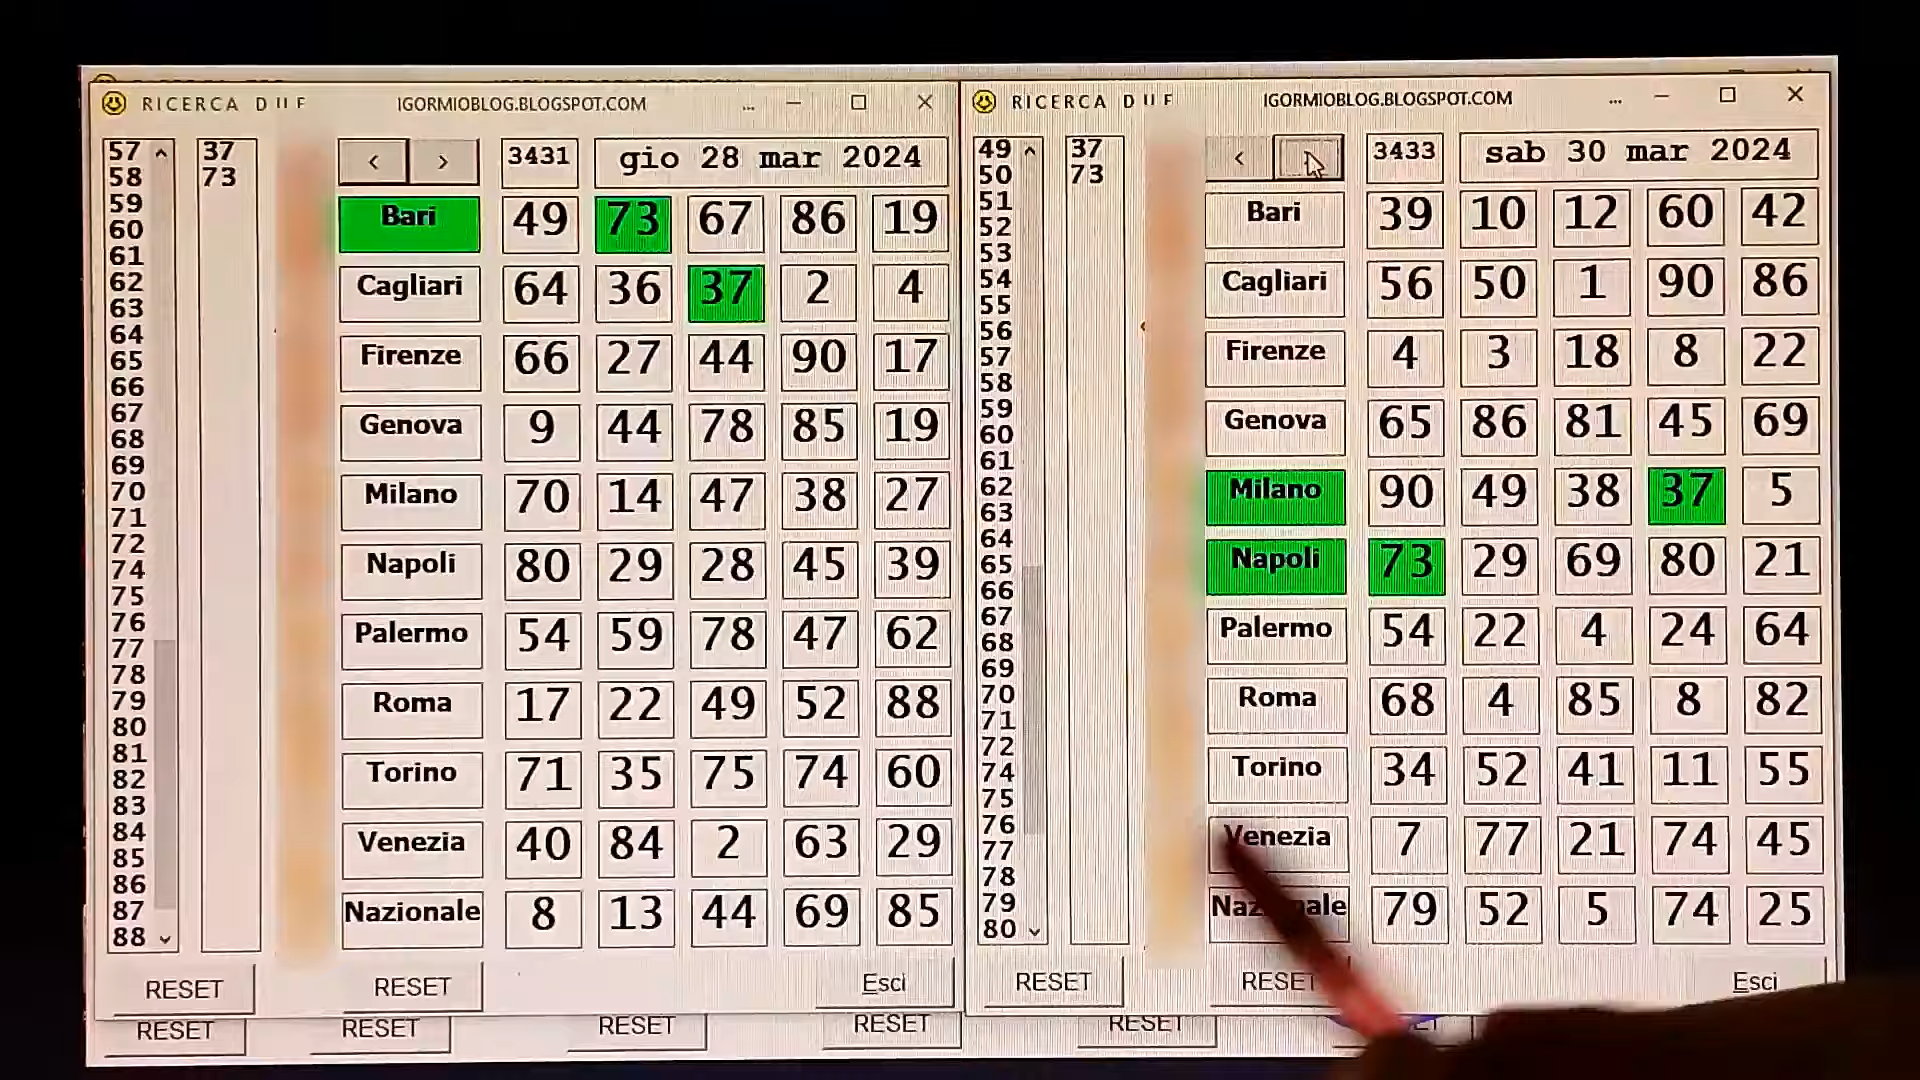 RICERCA DUE IGORMIOBLOG.BLOGSPOT.COM ...
57
58
59
60
61
62
63
64
65
66
67
68
69
70
71
72
74
75
76
77
78
79
80
81
82
83
84
85
86
87
88
37
73
< > 3431 gio 28 mar 2024
Bari 49 73 67 86 19
Cagliari 64 36 37 2 4
Firenze 66 27 44 90 17
Genova 9 44 78 85 19
Milano 70 14 47 38 27
Napoli 80 29 28 45 39
Palermo 54 59 78 47 62
Roma 17 22 49 52 88
Torino 71 35 75 74 60
Venezia 40 84 2 63 29
Nazionale 8 13 44 69 85
RESET RESET Esci
RICERCA DUE IGORMIOBLOG.BLOGSPOT.COM ...
49
50
51
52
53
54
55
56
57
58
59
60
61
62
63
64
65
66
67
68
69
70
71
72
74
75
76
77
78
79
80
37
73
< 3433 sab 30 mar 2024
Bari 39 10 12 60 42
Cagliari 56 50 1 90 86
Firenze 4 3 18 8 22
Genova 65 86 81 45 69
Milano 90 49 38 37 5
Napoli 73 29 69 80 21
Palermo 54 22 4 24 64
Roma 68 4 85 8 82
Torino 34 52 41 11 55
Venezia 7 77 21 74 45
Nazionale 79 52 5 74 25
RESET RESET Esci
RESET RESET RESET RESET RESET